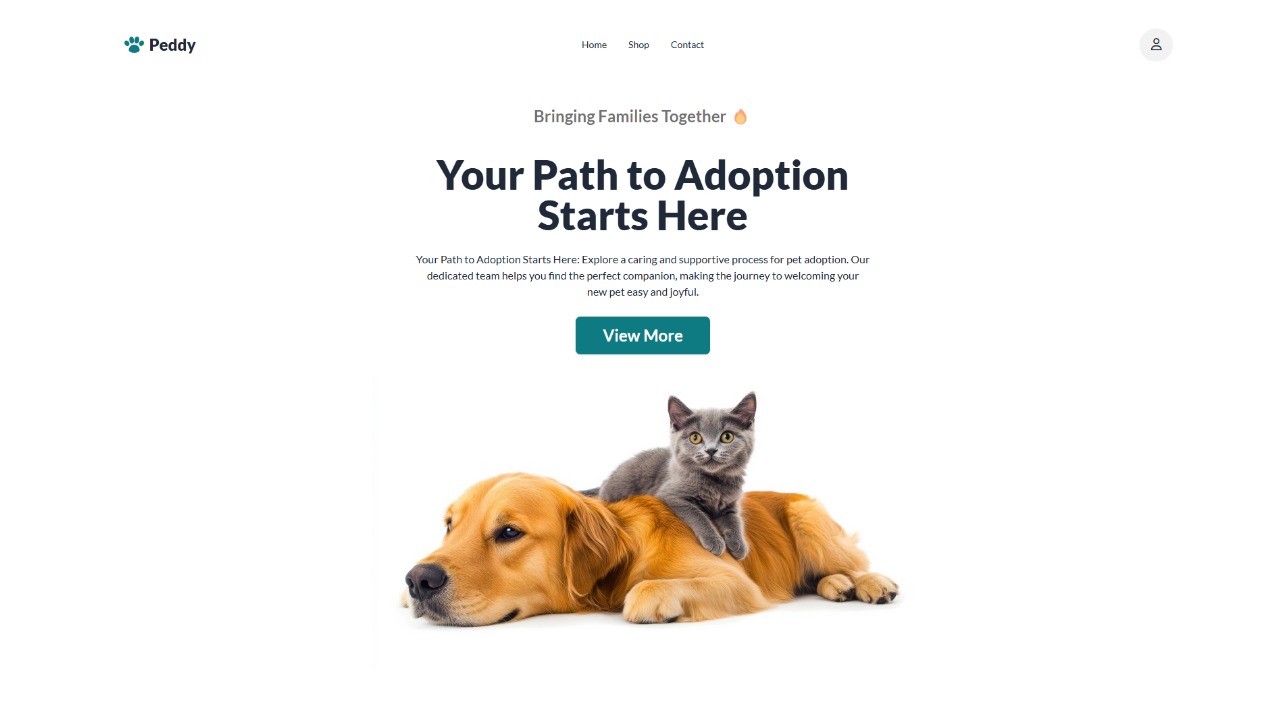 Peddy
Home Shop Contact
Bringing Families Together 🔥
Your Path to Adoption
Starts Here
Your Path to Adoption Starts Here: Explore a caring and supportive process for pet adoption. Our
dedicated team helps you find the perfect companion, making the journey to welcoming your
new pet easy and joyful.
View More